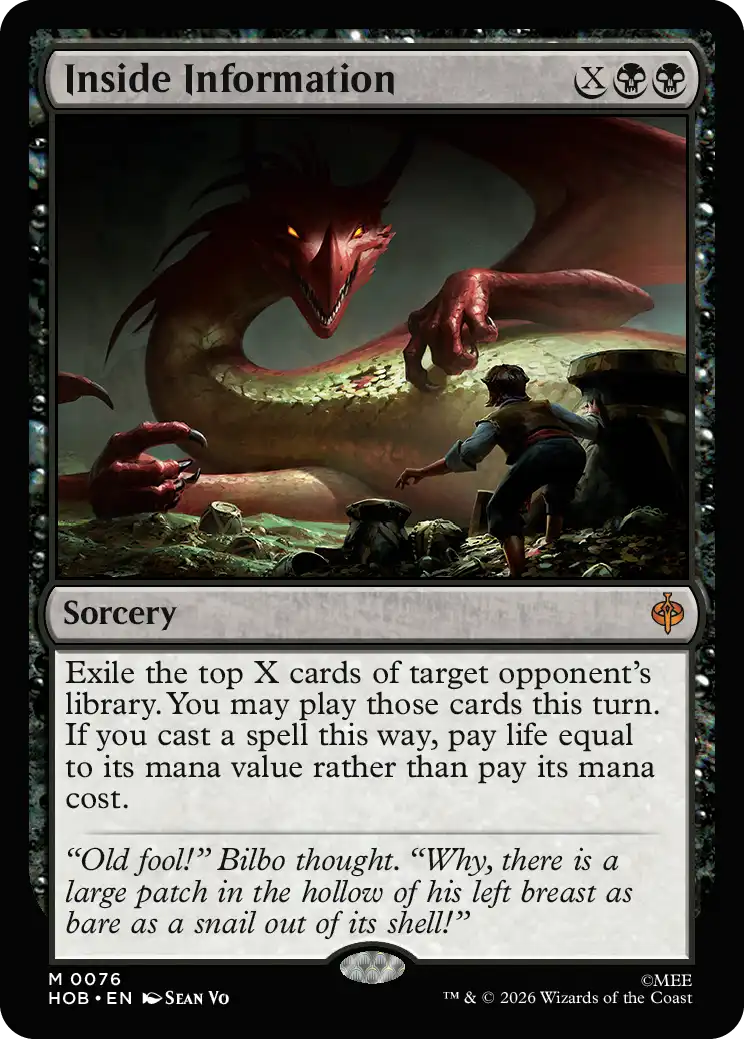 Inside Information X
Sorcery
Exile the top X cards of target opponent’s
library. You may play those cards this turn.
If you cast a spell this way, pay life equal
to its mana value rather than pay its mana
cost.
“Old fool!” Bilbo thought. “Why, there is a
large patch in the hollow of his left breast as
bare as a snail out of its shell!”
M 0076 ©MEE
HOB • EN Sean Vo ™ & © 2026 Wizards of the Coast